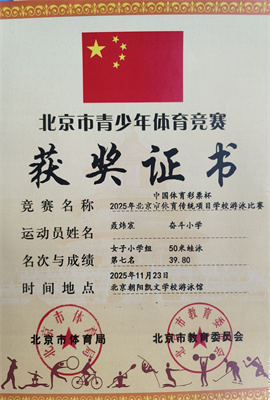 北京市青少年体育竞赛
获奖证书
中国体育彩票杯
竞赛名称 2025年北京市体育传统项目学校游泳比赛
运动员姓名 聂炜宸 奋斗小学
女子小学组 50米蛙泳
名次与成绩 第七名 39.80
2025年11月23日
时间地点 北京朝阳凯文学校游泳馆
北京市体育局 北京市教育委员会